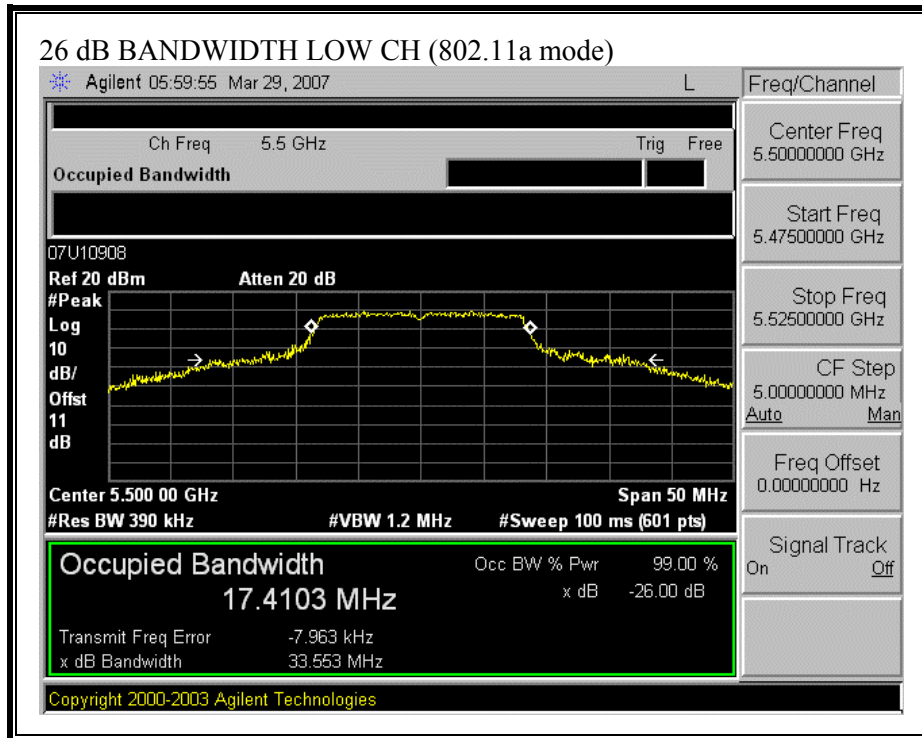 26 dB BANDWIDTH LOW CH (802.11a mode)
Agilent 05:59:55 Mar 29, 2007 L
Freq/Channel
Ch Freq 5.5 GHz Trig Free
Occupied Bandwidth
Center Freq
5.50000000 GHz
Start Freq
5.47500000 GHz
Stop Freq
5.52500000 GHz
CF Step
5.00000000 MHz
Auto Man
Freq Offset
0.00000000 Hz
Signal Track
On Off
07U10908
Ref 20 dBm Atten 20 dB
#Peak
Log
10
dB/
Offst
11
dB
Center 5.500 00 GHz Span 50 MHz
#Res BW 390 kHz #VBW 1.2 MHz #Sweep 100 ms (601 pts)
Occupied Bandwidth Occ BW % Pwr 99.00 %
17.4103 MHz x dB -26.00 dB
Transmit Freq Error -7.963 kHz
x dB Bandwidth 33.553 MHz
Copyright 2000-2003 Agilent Technologies